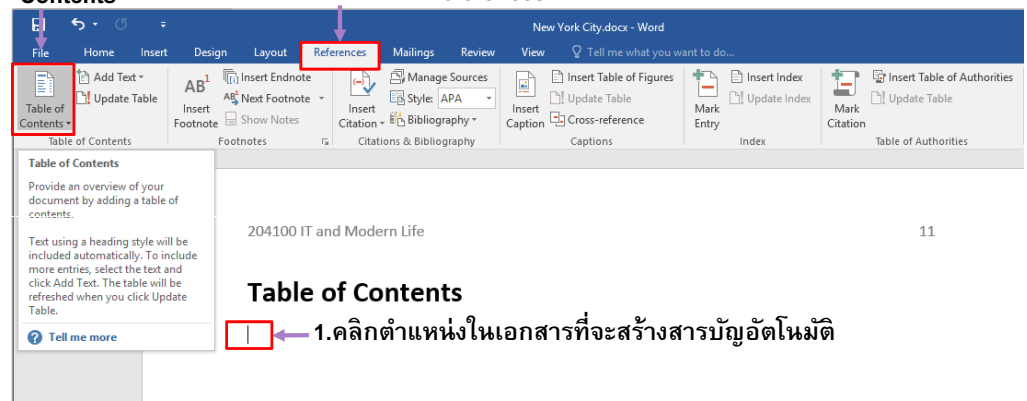 Contents
New York City.docx - Word
File Home Insert Design Layout References Mailings Review View Tell me what you want to do...
Table of Contents
Add Text
Update Table
Table of Contents
AB1
Insert Footnote
Insert Endnote
AB1 Next Footnote
Show Notes
Footnotes
Insert Citation
Manage Sources
Style: APA
Bibliography
Citations & Bibliography
Insert Caption
Insert Table of Figures
Update Table
Cross-reference
Captions
Mark Entry
Insert Index
Update Index
Index
Mark Citation
Insert Table of Authorities
Update Table
Table of Authorities
Table of Contents
Provide an overview of your
document by adding a table of
contents.
Text using a heading style will be
included automatically. To include
more entries, select the text and
click Add Text. The table will be
refreshed when you click Update
Table.
? Tell me more
204100 IT and Modern Life 11
Table of Contents
1.คลิกตำแหน่งในเอกสารที่จะสร้างสารบัญอัตโนมัติ